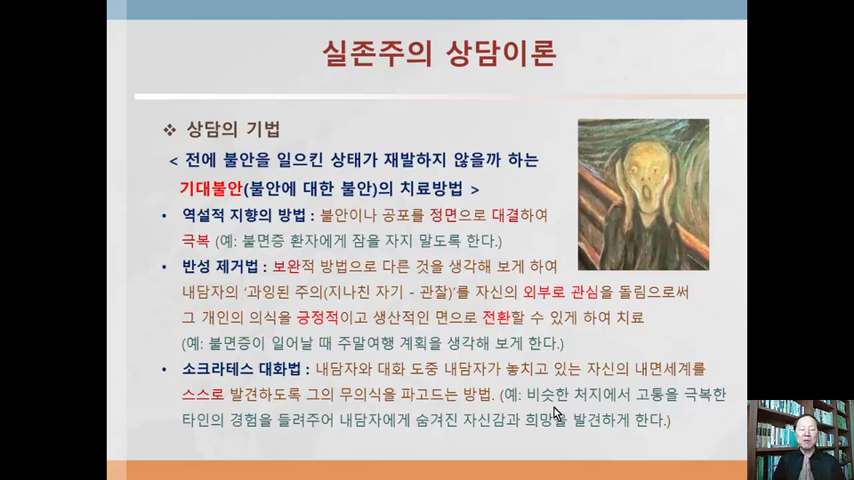 실존주의 상담이론
❖ 상담의 기법
< 전에 불안을 일으킨 상태가 재발하지 않을까 하는
기대불안(불안에 대한 불안)의 치료방법 >
• 역설적 지향의 방법 : 불안이나 공포를 정면으로 대결하여
극복 (예: 불면증 환자에게 잠을 자지 말도록 한다.)
• 반성 제거법 : 보완적 방법으로 다른 것을 생각해 보게 하여
내담자의 '과잉된 주의(지나친 자기 - 관찰)'를 자신의 외부로 관심을 돌림으로써
그 개인의 의식을 긍정적이고 생산적인 면으로 전환할 수 있게 하여 치료
(예: 불면증이 일어날 때 주말여행 계획을 생각해 보게 한다.)
• 소크라테스 대화법 : 내담자와 대화 도중 내담자가 놓치고 있는 자신의 내면세계를
스스로 발견하도록 그의 무의식을 파고드는 방법. (예: 비슷한 처지에서 고통을 극복한
타인의 경험을 들려주어 내담자에게 숨겨진 자신감과 희망을 발견하게 한다.)